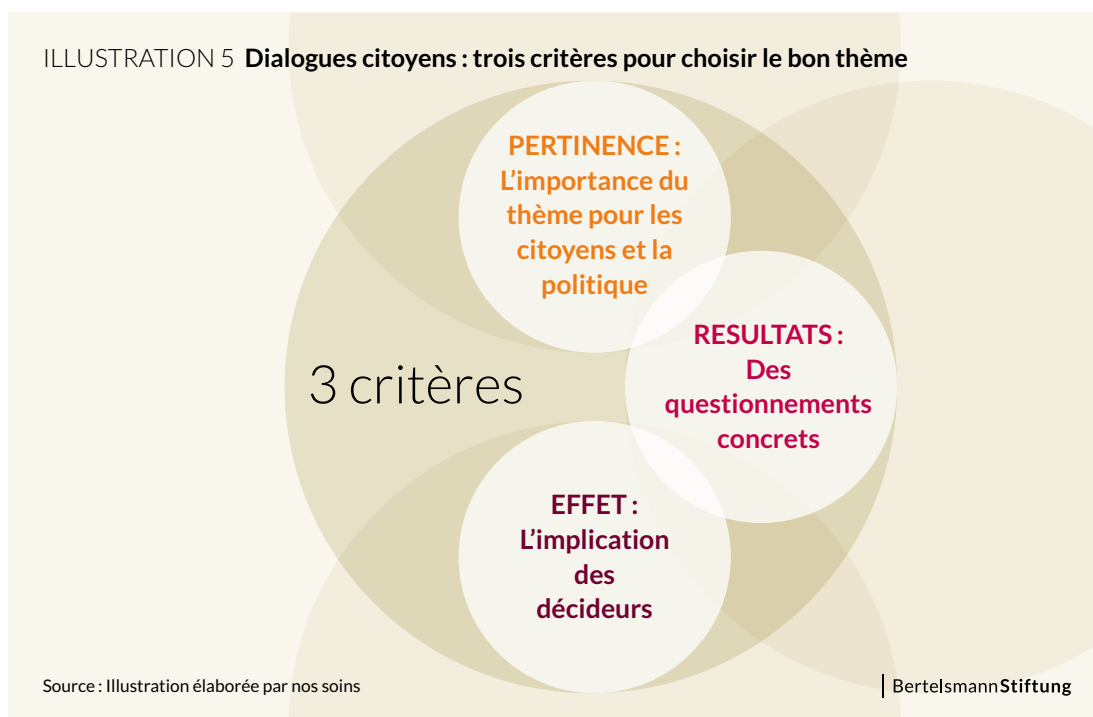 ILLUSTRATION 5 Dialogues citoyens : trois critères pour choisir le bon thème
PERTINENCE :
L’importance du
thème pour les
citoyens et la
politique
RESULTATS :
Des
questionnements
concrets
3 critères
EFFET :
L’implication
des
décideurs
Source : Illustration élaborée par nos soins
BertelsmannStiftung